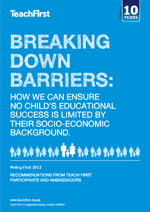 TeachFirst
10
YEARS
BREAKING
DOWN
BARRIERS:
HOW WE CAN ENSURE
NO CHILD'S EDUCATIONAL
SUCCESS IS LIMITED BY
THEIR SOCIO-ECONOMIC
BACKGROUND.
Policy First 2012
RECOMMENDATIONS FROM TEACH FIRST
PARTICIPANTS AND AMBASSADORS.
www.teachfirst.org.uk